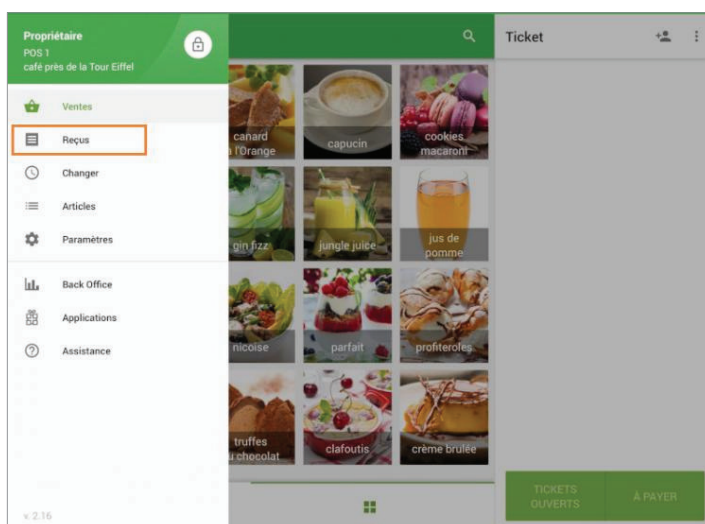 Propriétaire
POS 1
café près de la Tour Eiffel
Ventes
Reçus
Changer
Articles
Paramètres
Back Office
Applications
Assistance
v. 2.16
canard
l'Orange
capucin
cookies
macaroni
gin fizz
jungle juice
jus de
pomme
nicoise
parfait
profiteroles
truffes
u chocolat
clafoutis
crème brulée
Ticket
TICKETS
OUVERTS
À PAYER